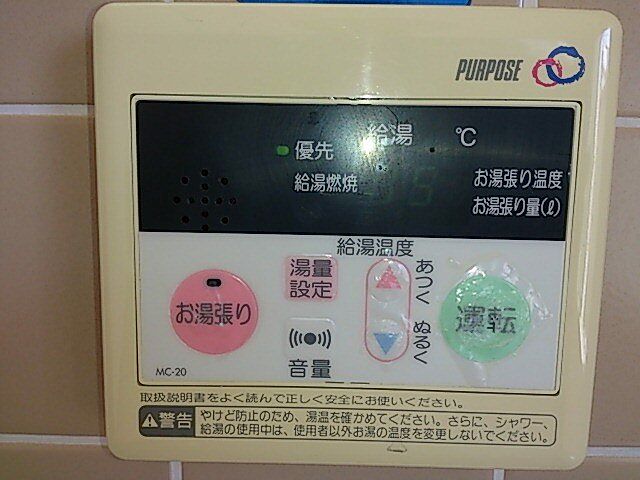 PURPOSE
給湯 ℃
優先
給湯燃焼 お湯張り温度
お湯張り量(ℓ)
給湯温度
湯量設定
あつく
お湯張り
運転
ぬるく
音量
MC-20
取扱説明書をよく読んで正しく安全にお使いください。
警告 やけど防止のため、湯温を確かめてください。さらに、シャワー、
給湯の使用中は、使用者以外お湯の温度を変更しないでください。